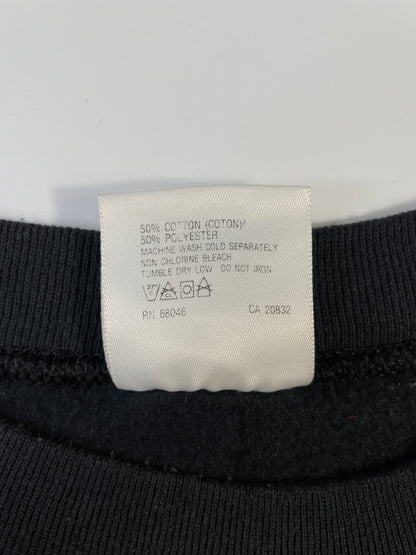 50% COTTON (COTON)/
50% POLYESTER
MACHINE WASH COLD SEPARATELY
NON CHLORINE BLEACH
TUMBLE DRY LOW DO NOT IRON
RN 68046 CA 20832